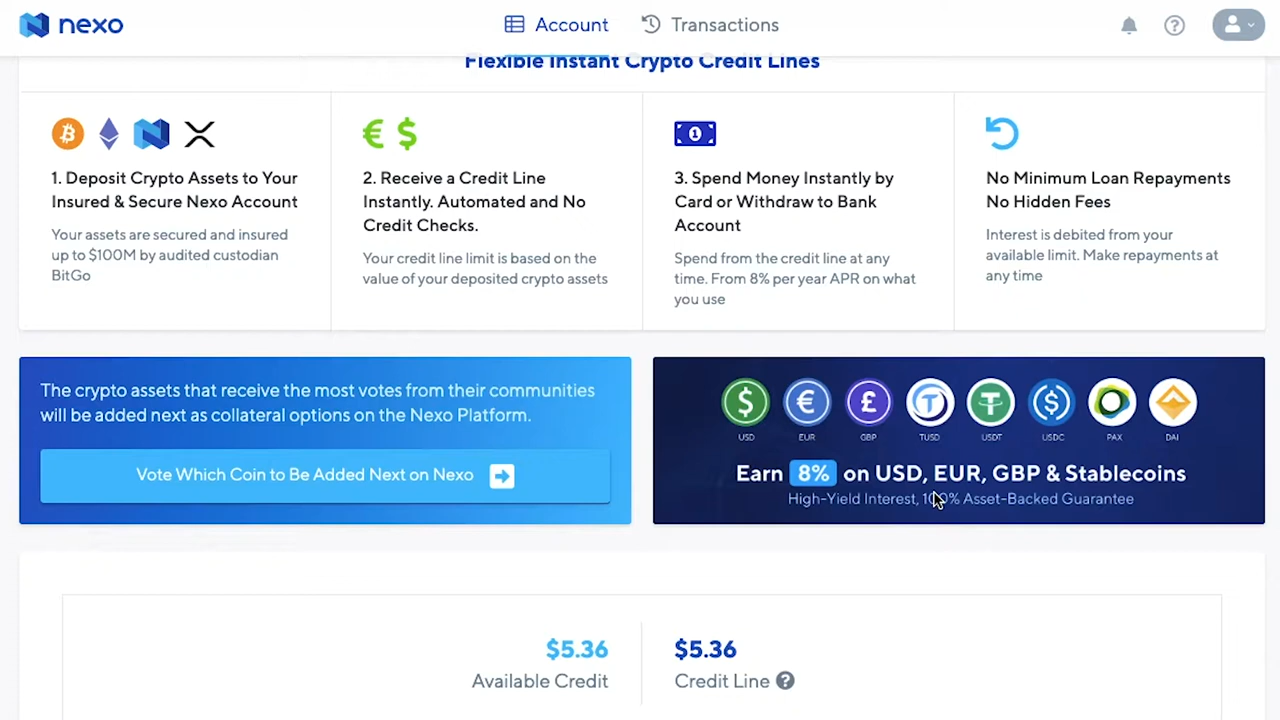 nexo
Account
Transactions
Flexible Instant Crypto Credit Lines
1. Deposit Crypto Assets to Your
Insured & Secure Nexo Account
Your assets are secured and insured
up to $100M by audited custodian
BitGo
2. Receive a Credit Line
Instantly. Automated and No
Credit Checks.
Your credit line limit is based on the
value of your deposited crypto assets
3. Spend Money Instantly by
Card or Withdraw to Bank
Account
Spend from the credit line at any
time. From 8% per year APR on what
you use
No Minimum Loan Repayments
No Hidden Fees
Interest is debited from your
available limit. Make repayments at
any time
The crypto assets that receive the most votes from their communities
will be added next as collateral options on the Nexo Platform.
Vote Which Coin to Be Added Next on Nexo
USD EUR GBP TUSD USDT USDC PAX DAI
Earn 8% on USD, EUR, GBP & Stablecoins
High-Yield Interest, 100% Asset-Backed Guarantee
$5.36
Available Credit
$5.36
Credit Line